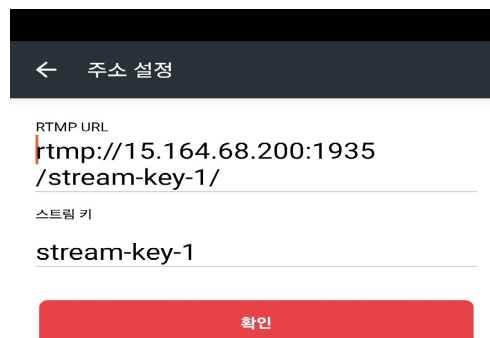 주소 설정
RTMP URL
rtmp://15.164.68.200:1935
/stream-key-1/
스트림 키
stream-key-1
확인